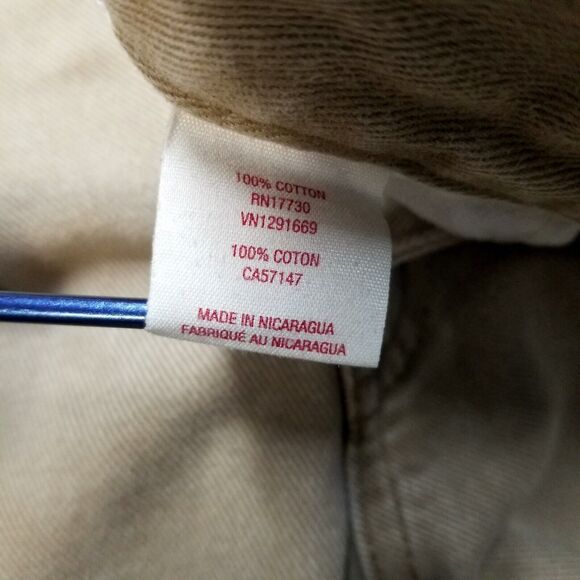 100% COTTON
RN17730
VN1291669
100% COTON
CA57147
MADE IN NICARAGUA
FABRIQUÉ AU NICARAGUA